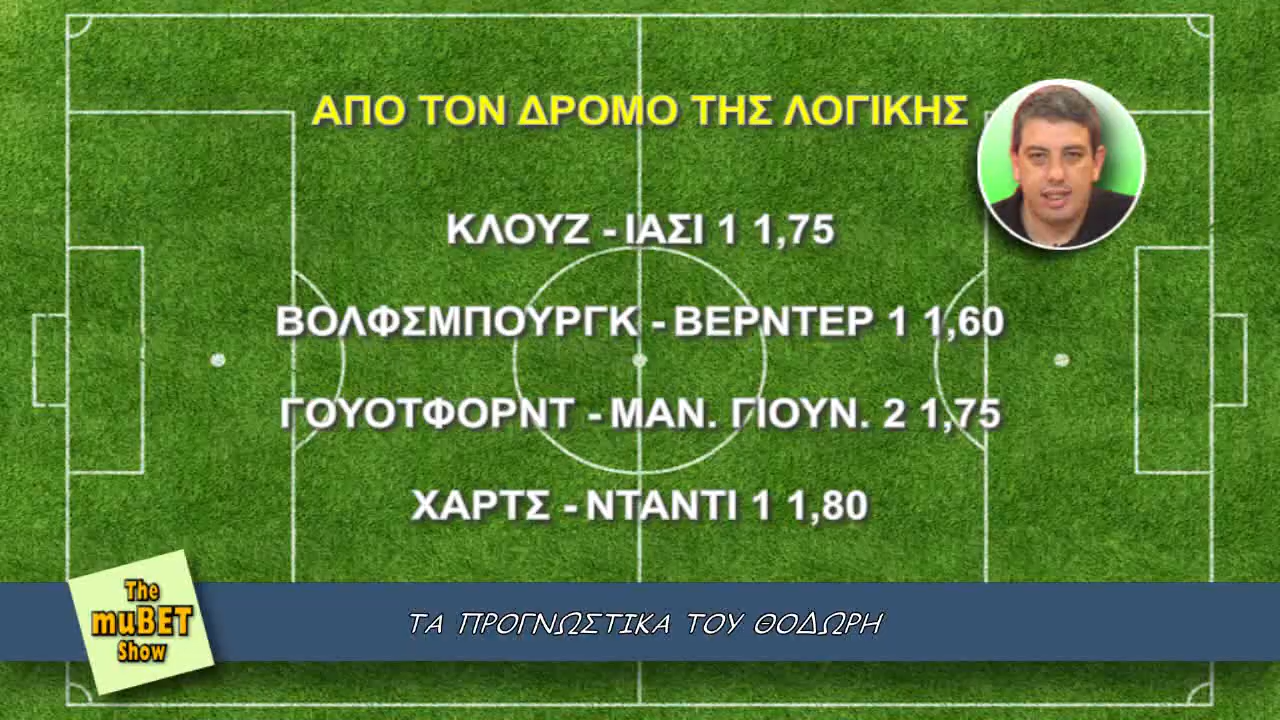 ΑΠΟ ΤΟΝ ΔΡΟΜΟ ΤΗΣ ΛΟΓΙΚΗΣ
ΚΛΟΥΖ - ΙΑΣΙ 1 1,75
ΒΟΛΦΣΜΠΟΥΡΓΚ - ΒΕΡΝΤΕΡ 1 1,60
ΓΟΥΟΤΦΟΡΝΤ - ΜΑΝ. ΓΙΟΥΝ. 2 1,75
ΧΑΡΤΣ - ΝΤΑΝΤΙ 1 1,80
The
muBET
Show
ΤΑ ΠΡΟΓΝΩΣΤΙΚΑ ΤΟΥ ΘΟΔΩΡΗ